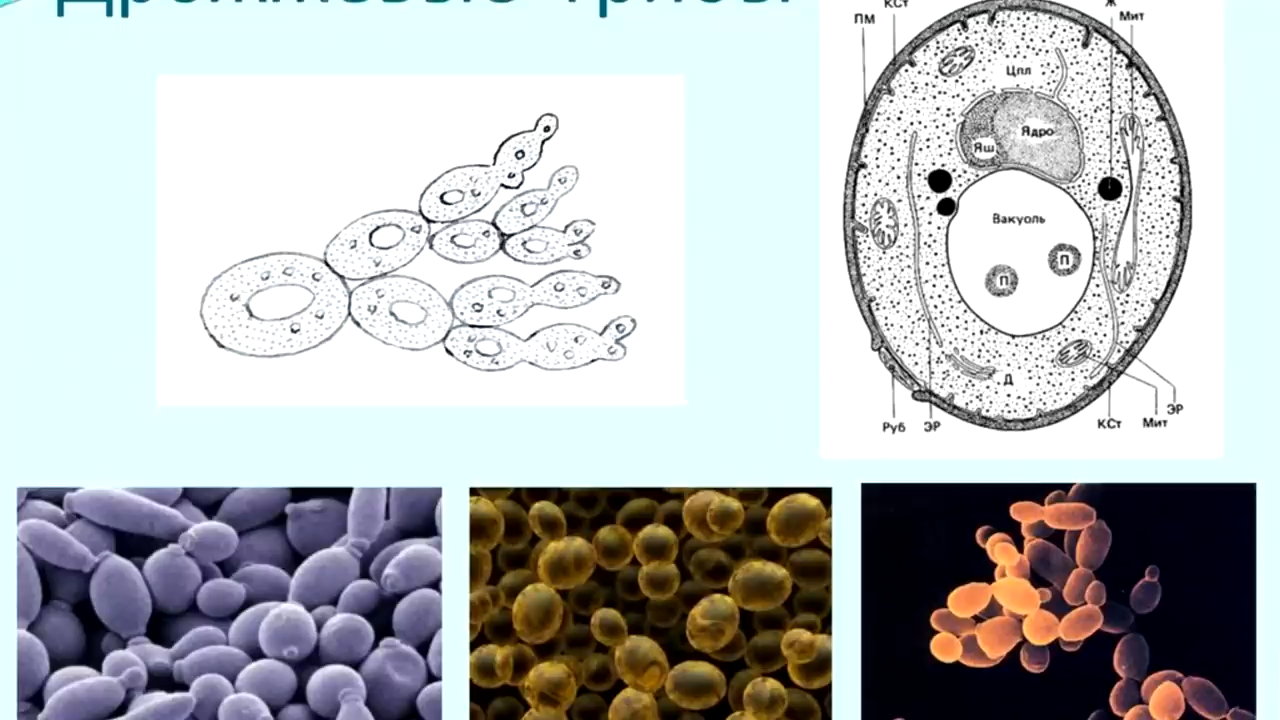 Дрожжевые грибы
КСт
Ж
ПМ
Мит
Цпл
Ядро
Яш
Вакуоль
П
П
Д
ЭР
Руб
ЭР
КСт
Мит